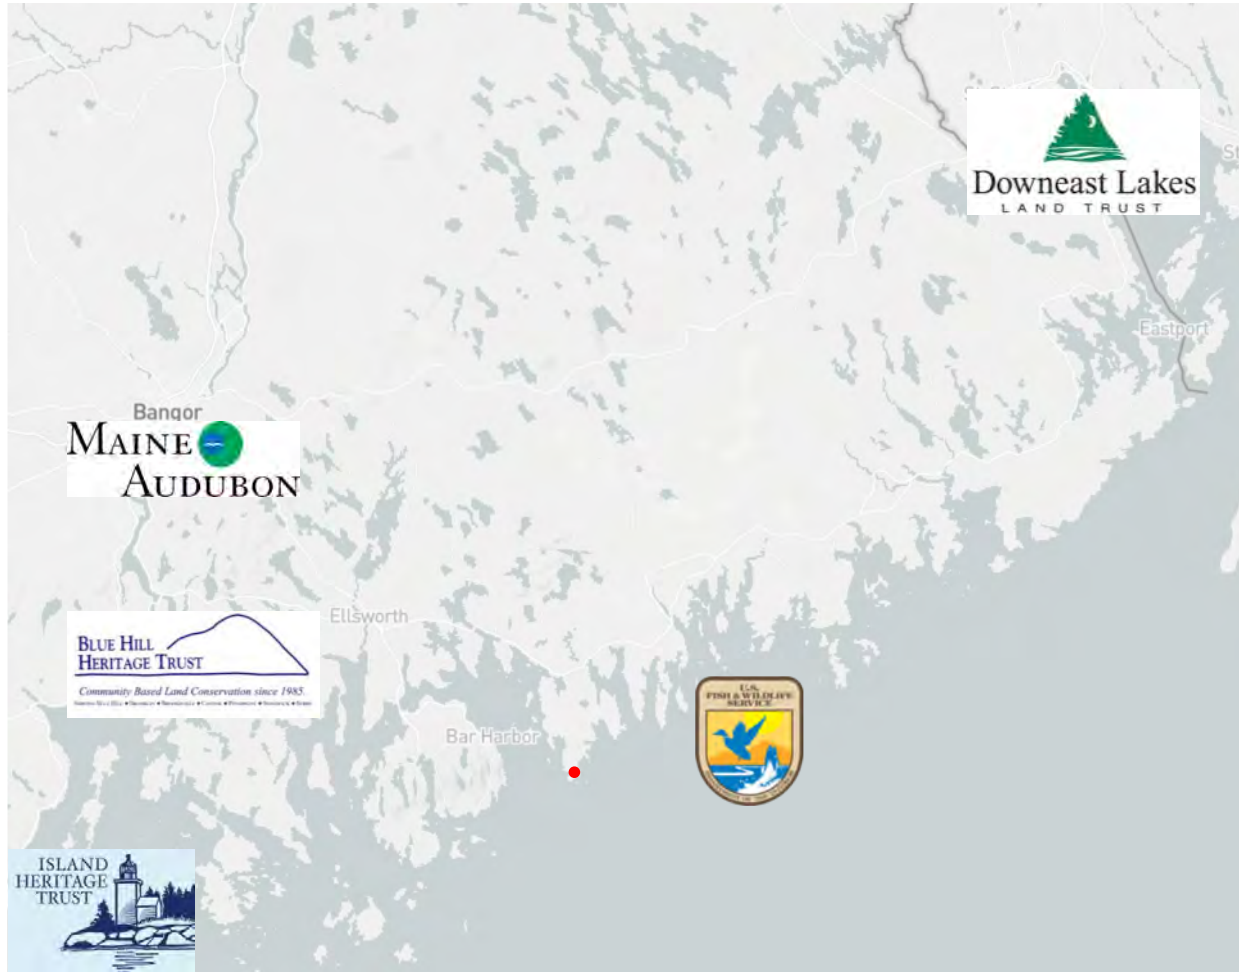 Downeast Lakes
LAND TRUST
St
Eastport
Bangor
MAINE
AUDUBON
Ellsworth
BLUE HILL
HERITAGE TRUST
Community Based Land Conservation since 1985.
U.S.
FISH & WILDLIFE
SERVICE
Bar Harbor
ISLAND
HERITAGE
TRUST